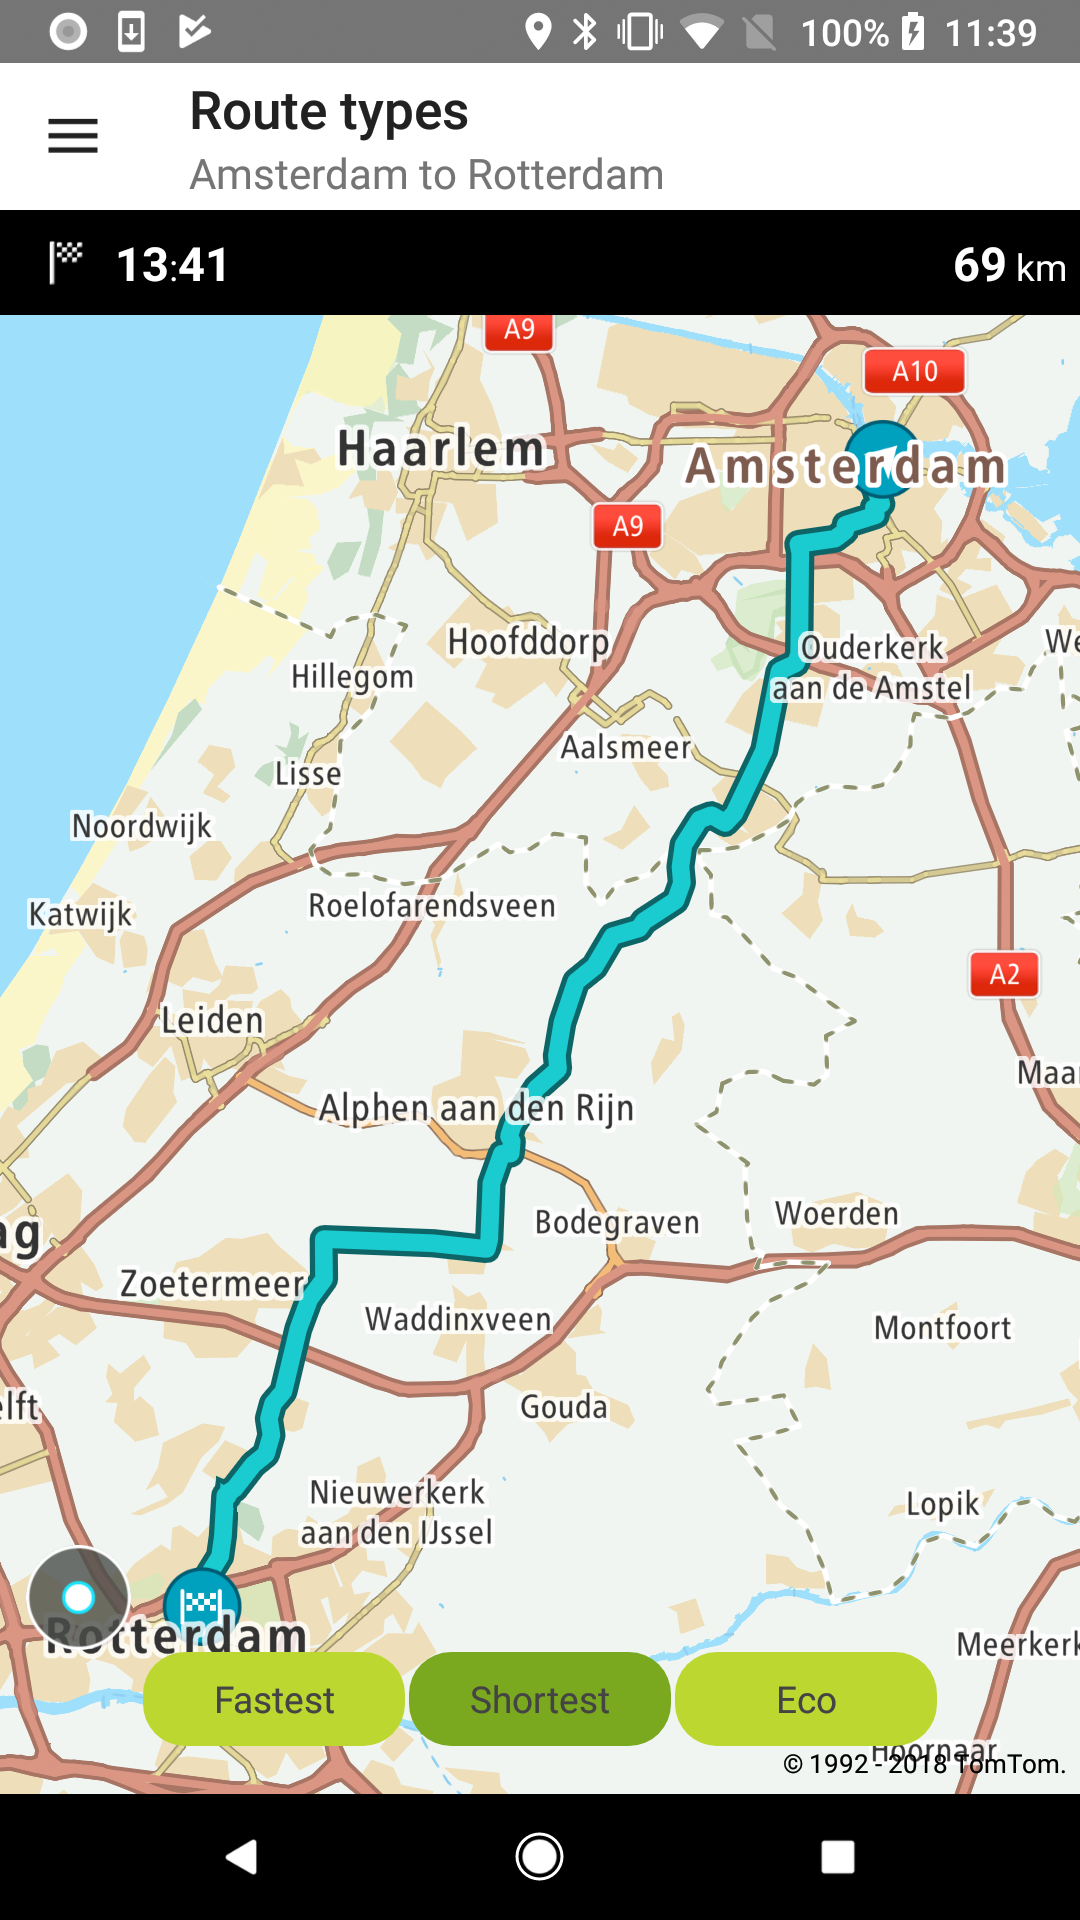 100% 11:39
Route types
Amsterdam to Rotterdam
13:41 69 km
A9
A10
Haarlem
Amsterdam
A9
Hoofddorp
Ouderkerk
aan de Amstel
We
Hillegom
Aalsmeer
Lisse
Noordwijk
Roelofarendsveen
Katwijk
A2
Leiden
Maa
Alphen aan den Rijn
Bodegraven
Woerden
ag
Zoetermeer
Waddinxveen
Montfoort
elft
Gouda
Nieuwerkerk
aan den IJssel
Lopik
Rotterdam
Meerkerk
Fastest Shortest Eco
Hoornaar
© 1992 - 2018 TomTom.